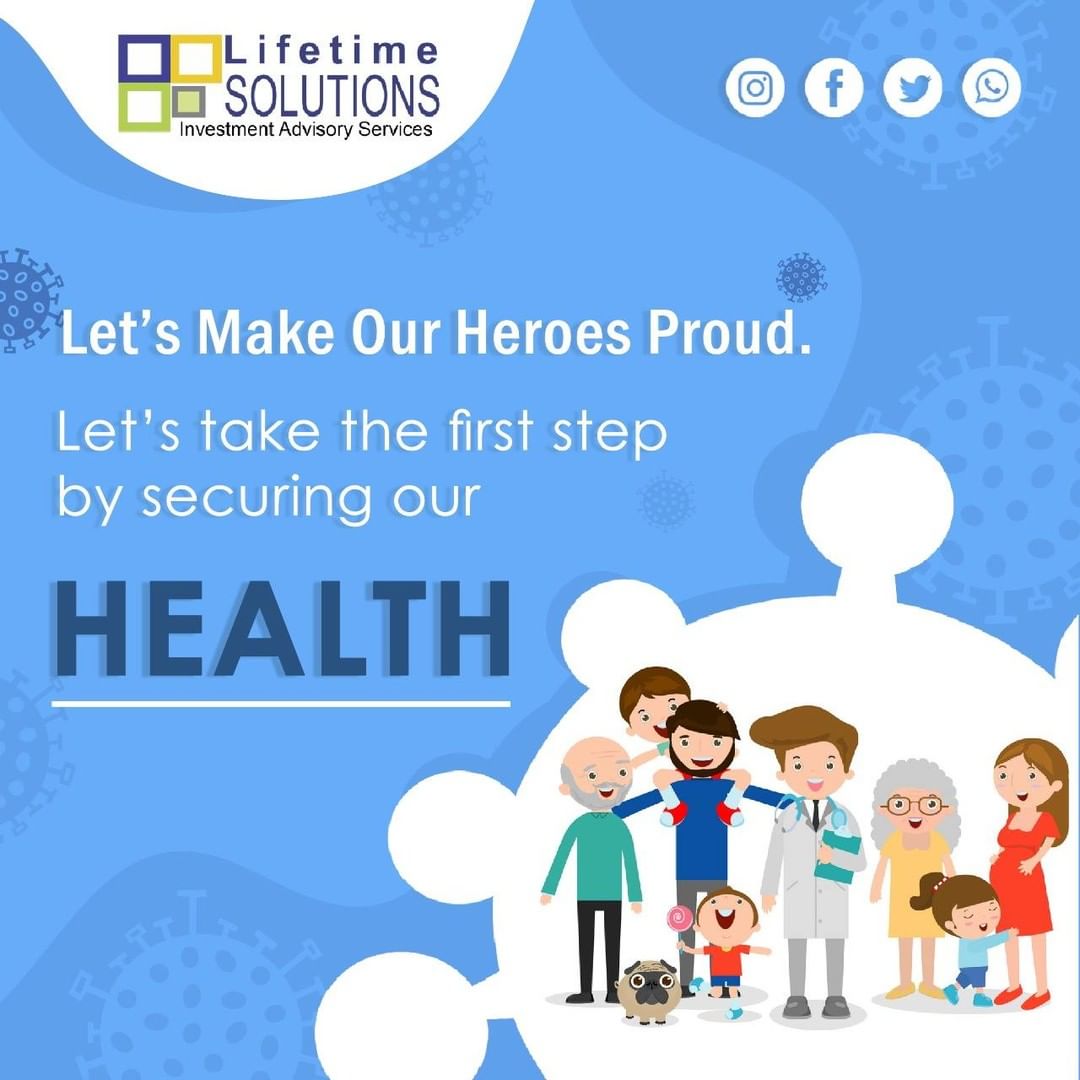 Lifetime
SOLUTIONS
Investment Advisory Services
Let's Make Our Heroes Proud.
Let's take the first step
by securing our
HEALTH